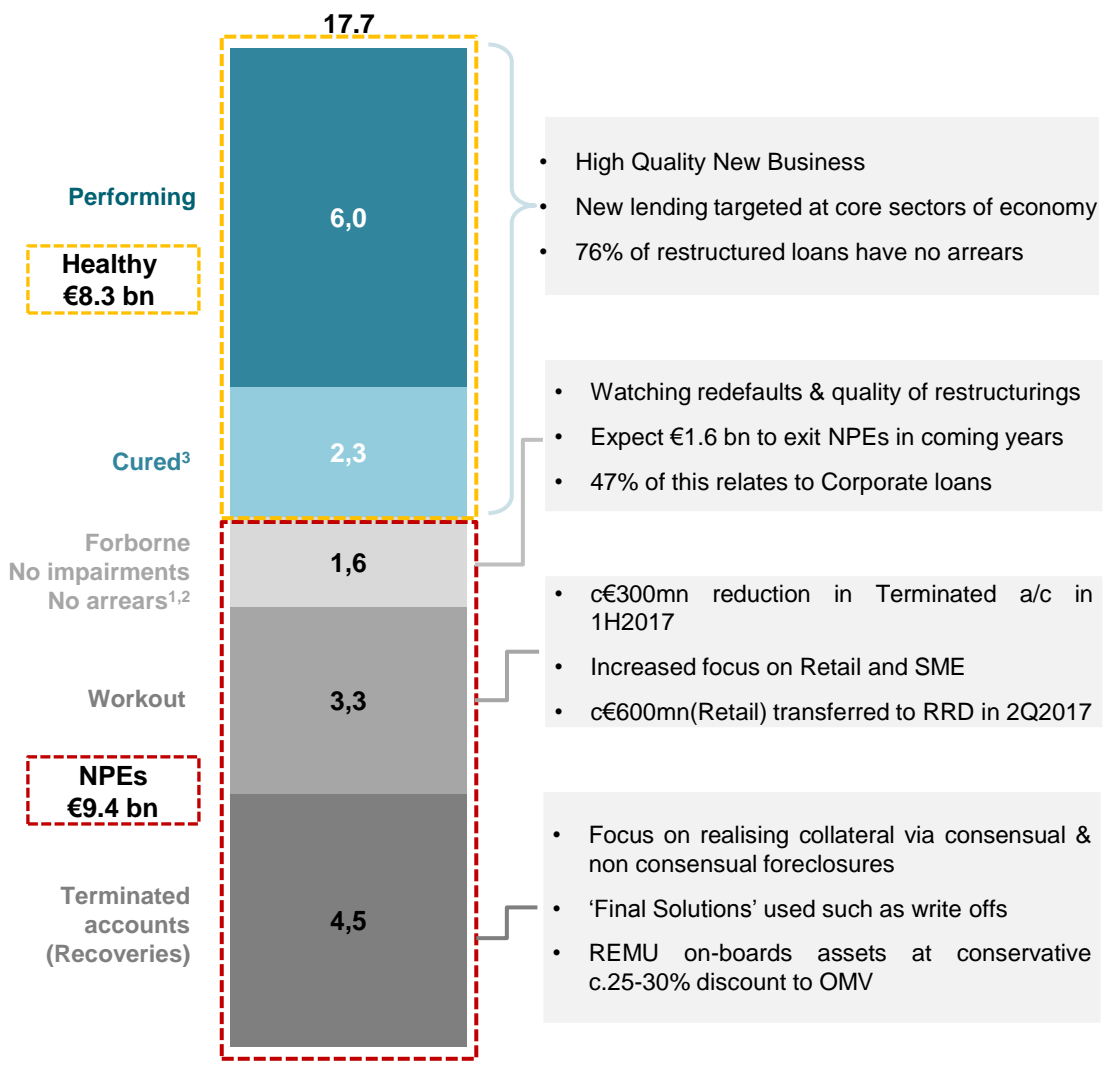 17.7
Performing
6,0
Healthy
€8.3 bn
• High Quality New Business
• New lending targeted at core sectors of economy
• 76% of restructured loans have no arrears
Cured³
2,3
• Watching redefaults & quality of restructurings
• Expect €1.6 bn to exit NPEs in coming years
• 47% of this relates to Corporate loans
Forborne
No impairments
No arrears¹,²
1,6
Workout
3,3
• c€300mn reduction in Terminated a/c in
1H2017
• Increased focus on Retail and SME
• c€600mn(Retail) transferred to RRD in 2Q2017
NPEs
€9.4 bn
Terminated
accounts
(Recoveries)
4,5
• Focus on realising collateral via consensual &
non consensual foreclosures
• ‘Final Solutions’ used such as write offs
• REMU on-boards assets at conservative
c.25-30% discount to OMV